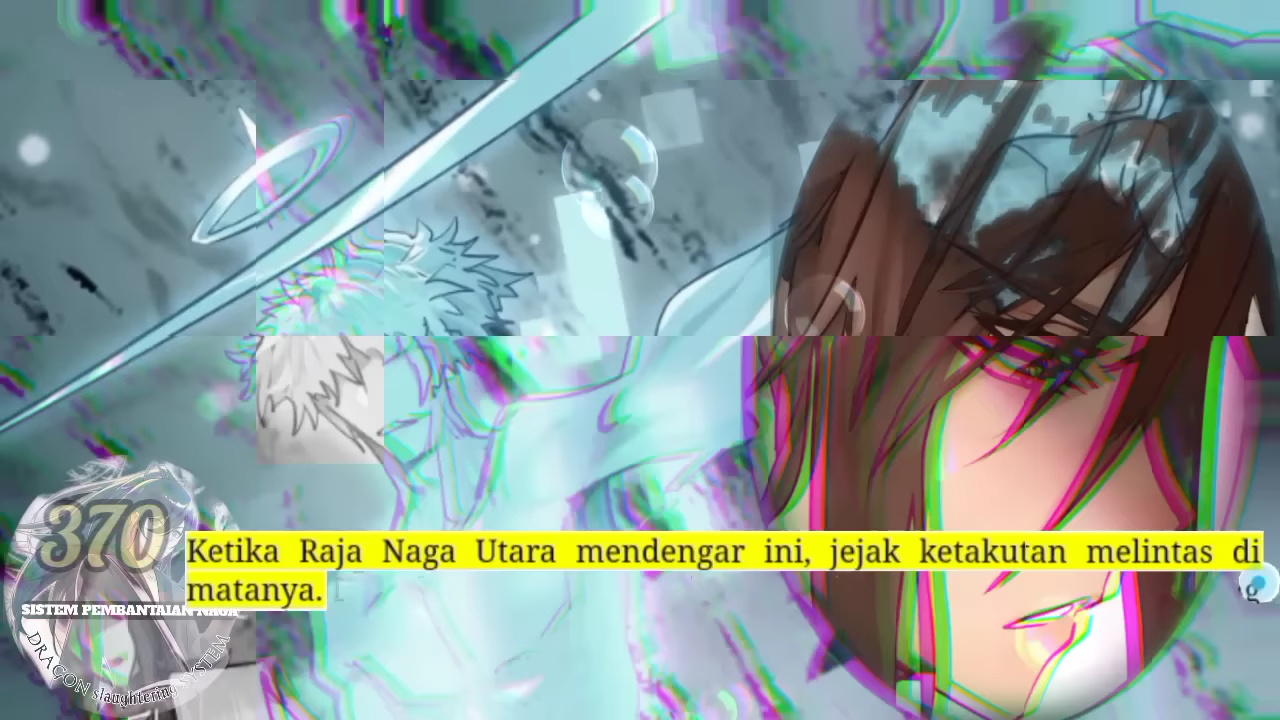 370
Ketika Raja Naga Utara mendengar ini, jejak ketakutan melintas di
matanya.
g
SISTEM PEMBANTAIAN NAGA
DRAGON slaughtering SYSTEM